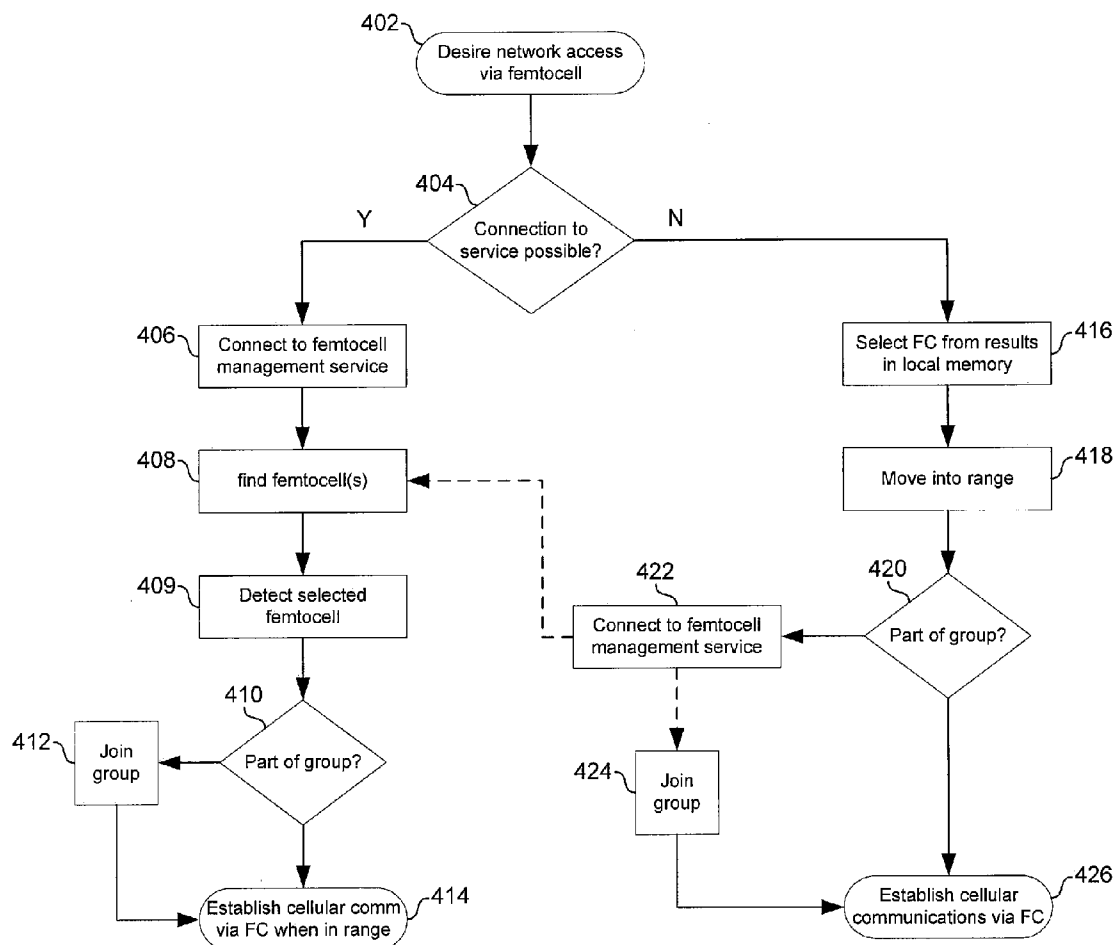 402
Desire network access
via femtocell
404
Connection to
service possible?
Y
N
406
Connect to femtocell
management service
416
Select FC from results
in local memory
408
find femtocell(s)
418
Move into range
409
Detect selected
femtocell
422
Connect to femtocell
management service
420
Part of group?
410
Part of group?
412
Join
group
424
Join
group
414
Establish cellular comm
via FC when in range
426
Establish cellular
communications via FC